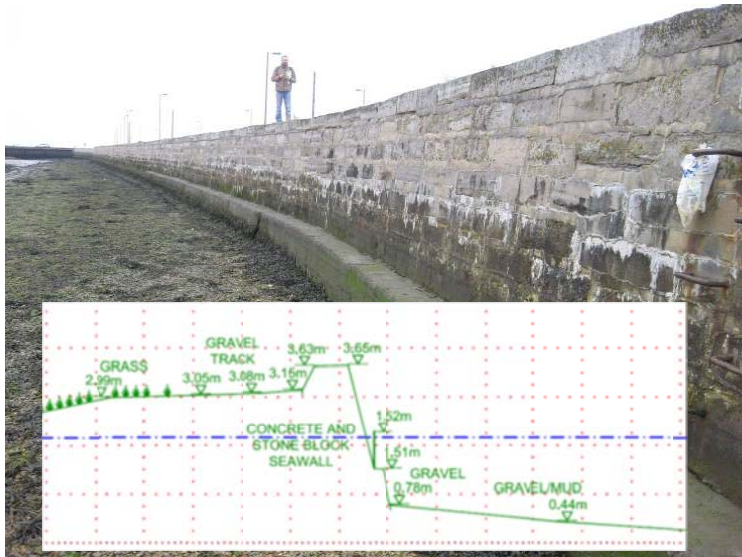 GRAVEL
TRACK
3.63m
3.65m
GRASS
2.99m
3.05m
3.08m
3.15m
CONCRETE AND
STONE BLOCK
SEAWALL
1.52m
.51m
GRAVEL
0.78m
GRAVEL/MUD
0.44m